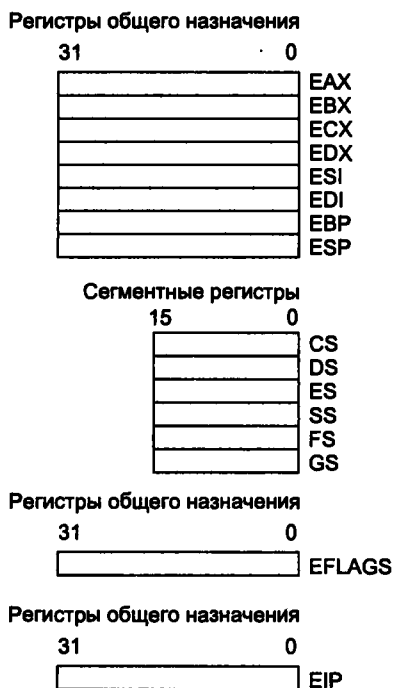 Регистры общего назначения
31 0
EAX
EBX
ECX
EDX
ESI
EDI
EBP
ESP
Сегментные регистры
15 0
CS
DS
ES
SS
FS
GS
Регистры общего назначения
31 0
EFLAGS
Регистры общего назначения
31 0
EIP